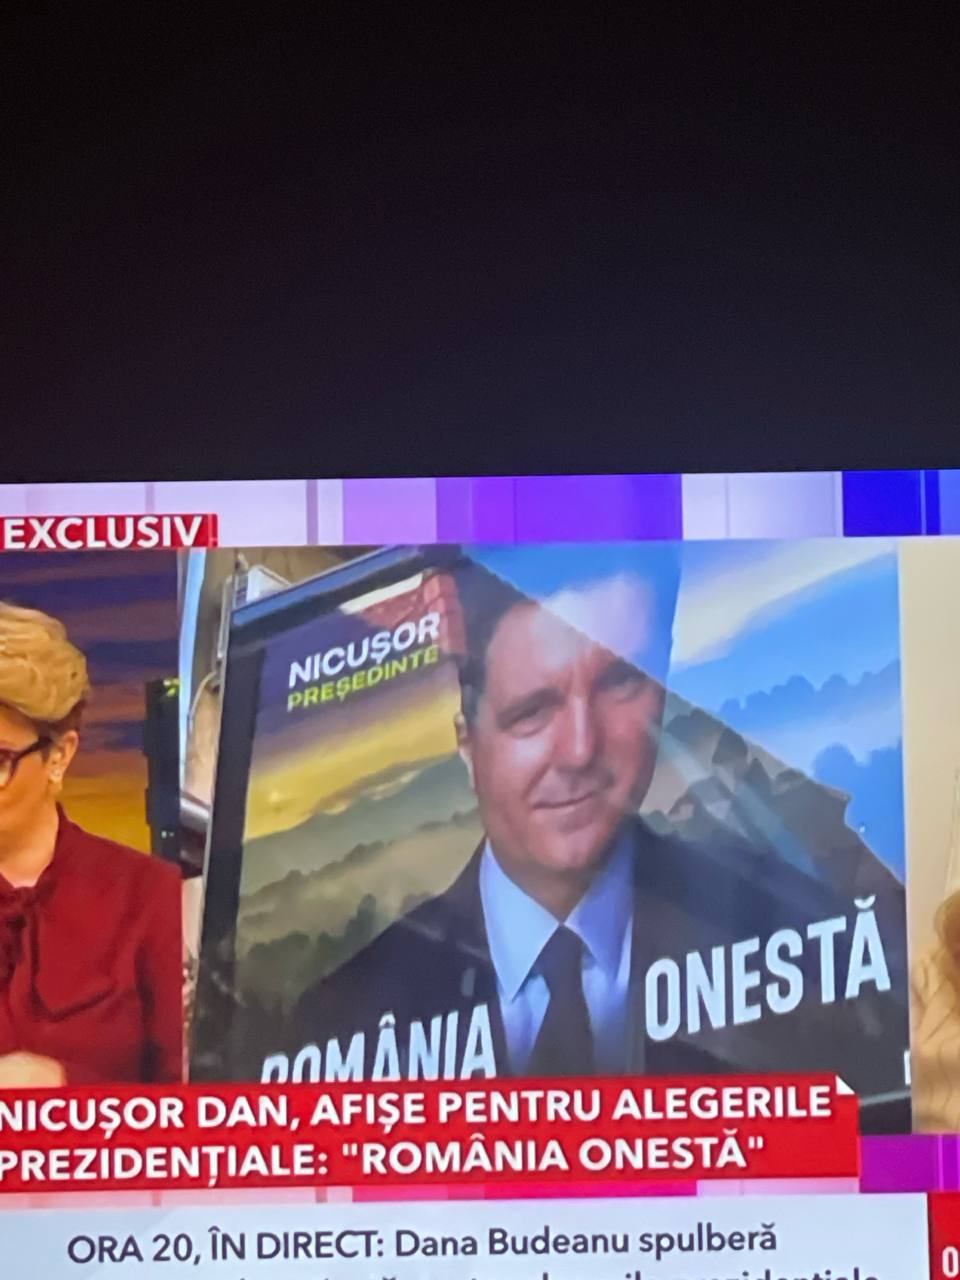 EXCLUSIV
NICUȘOR
PREȘEDINTE
ROMÂNIA
ONESTĂ
NICUȘOR DAN, AFIȘE PENTRU ALEGERILE
PREZIDENȚIALE: "ROMÂNIA ONESTĂ"
ORA 20, ÎN DIRECT: Dana Budeanu spulberă